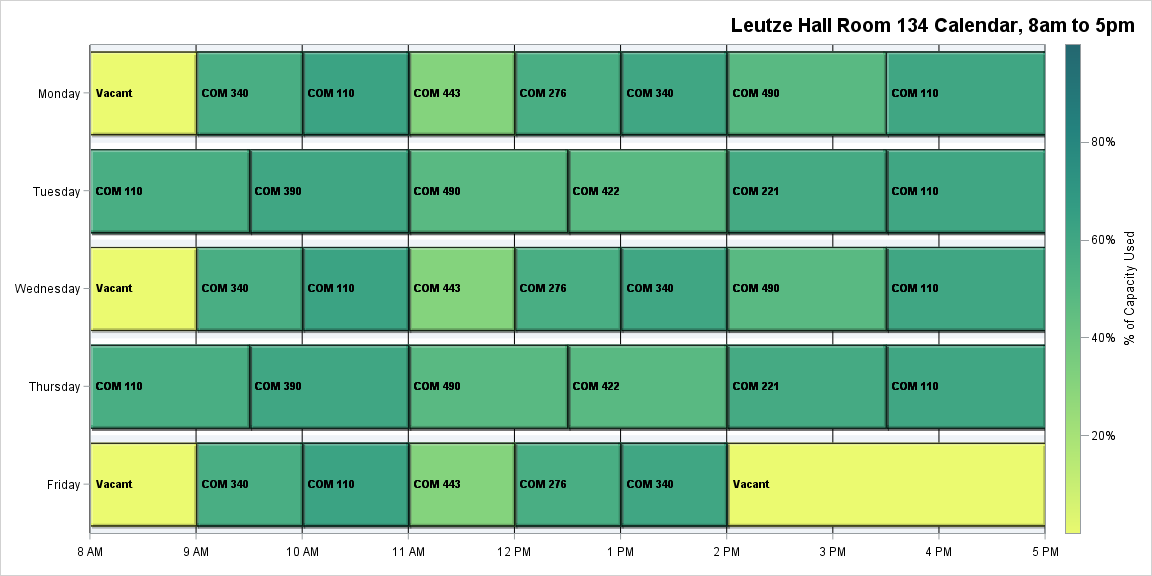 Leutze Hall Room 134 Calendar, 8am to 5pm
Monday
Vacant
COM 340
COM 110
COM 443
COM 276
COM 340
COM 490
COM 110
Tuesday
COM 110
COM 390
COM 490
COM 422
COM 221
COM 110
Wednesday
Vacant
COM 340
COM 110
COM 443
COM 276
COM 340
COM 490
COM 110
Thursday
COM 110
COM 390
COM 490
COM 422
COM 221
COM 110
Friday
Vacant
COM 340
COM 110
COM 443
COM 276
COM 340
Vacant
8 AM
9 AM
10 AM
11 AM
12 PM
1 PM
2 PM
3 PM
4 PM
5 PM
80%
60%
40%
20%
% of Capacity Used